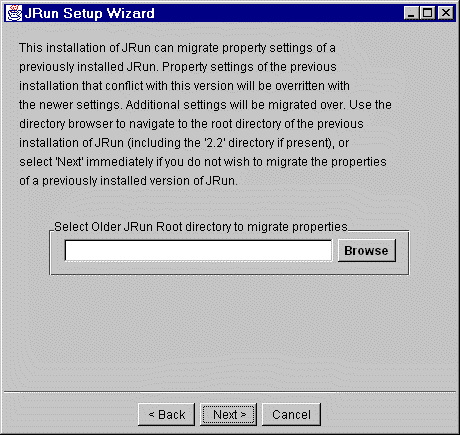 JRun Setup Wizard
This installation of JRun can migrate property settings of a
previously installed JRun. Property settings of the previous
installation that conflict with this version will be overritten with
the newer settings. Additional settings will be migrated over. Use the
directory browser to navigate to the root directory of the previous
installation of JRun (including the '2.2' directory if present), or
select 'Next' immediately if you do not wish to migrate the properties
of a previously installed version of JRun.
Select Older JRun Root directory to migrate properties
Browse
< Back Next > Cancel